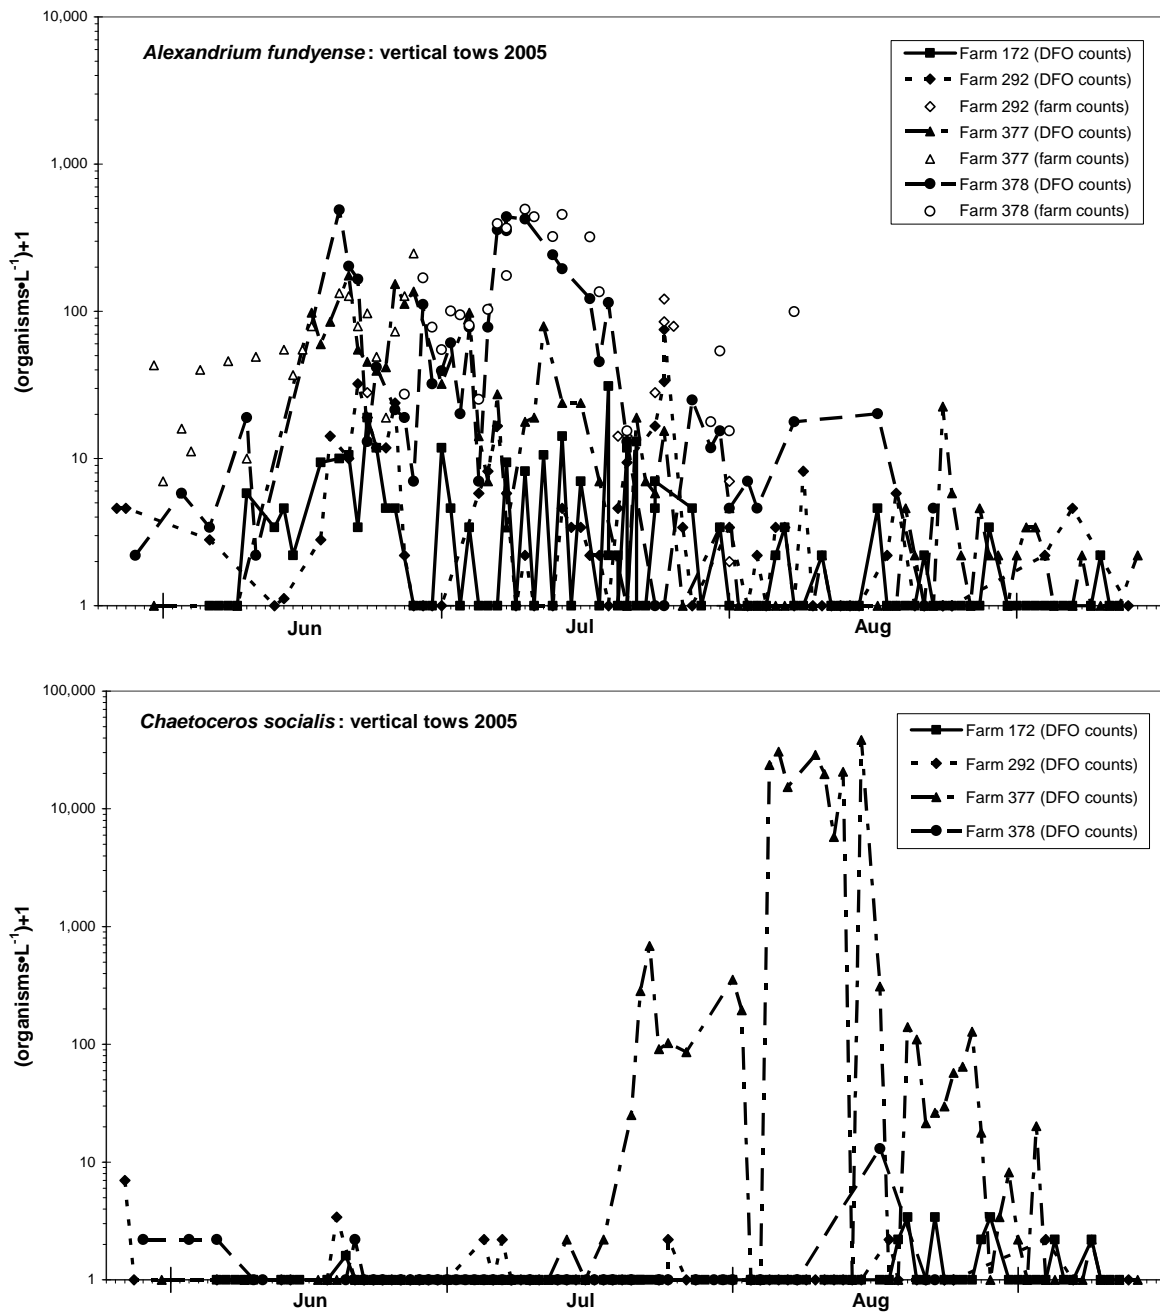 Alexandrium fundyense: vertical tows 2005
10,000
1,000
100
10
1
(organisms•L⁻¹)+1
Farm 172 (DFO counts)
Farm 292 (DFO counts)
Farm 292 (farm counts)
Farm 377 (DFO counts)
Farm 377 (farm counts)
Farm 378 (DFO counts)
Farm 378 (farm counts)
Jun Jul Aug
Chaetoceros socialis: vertical tows 2005
100,000
10,000
1,000
100
10
1
(organisms•L⁻¹)+1
Farm 172 (DFO counts)
Farm 292 (DFO counts)
Farm 377 (DFO counts)
Farm 378 (DFO counts)
Jun Jul Aug